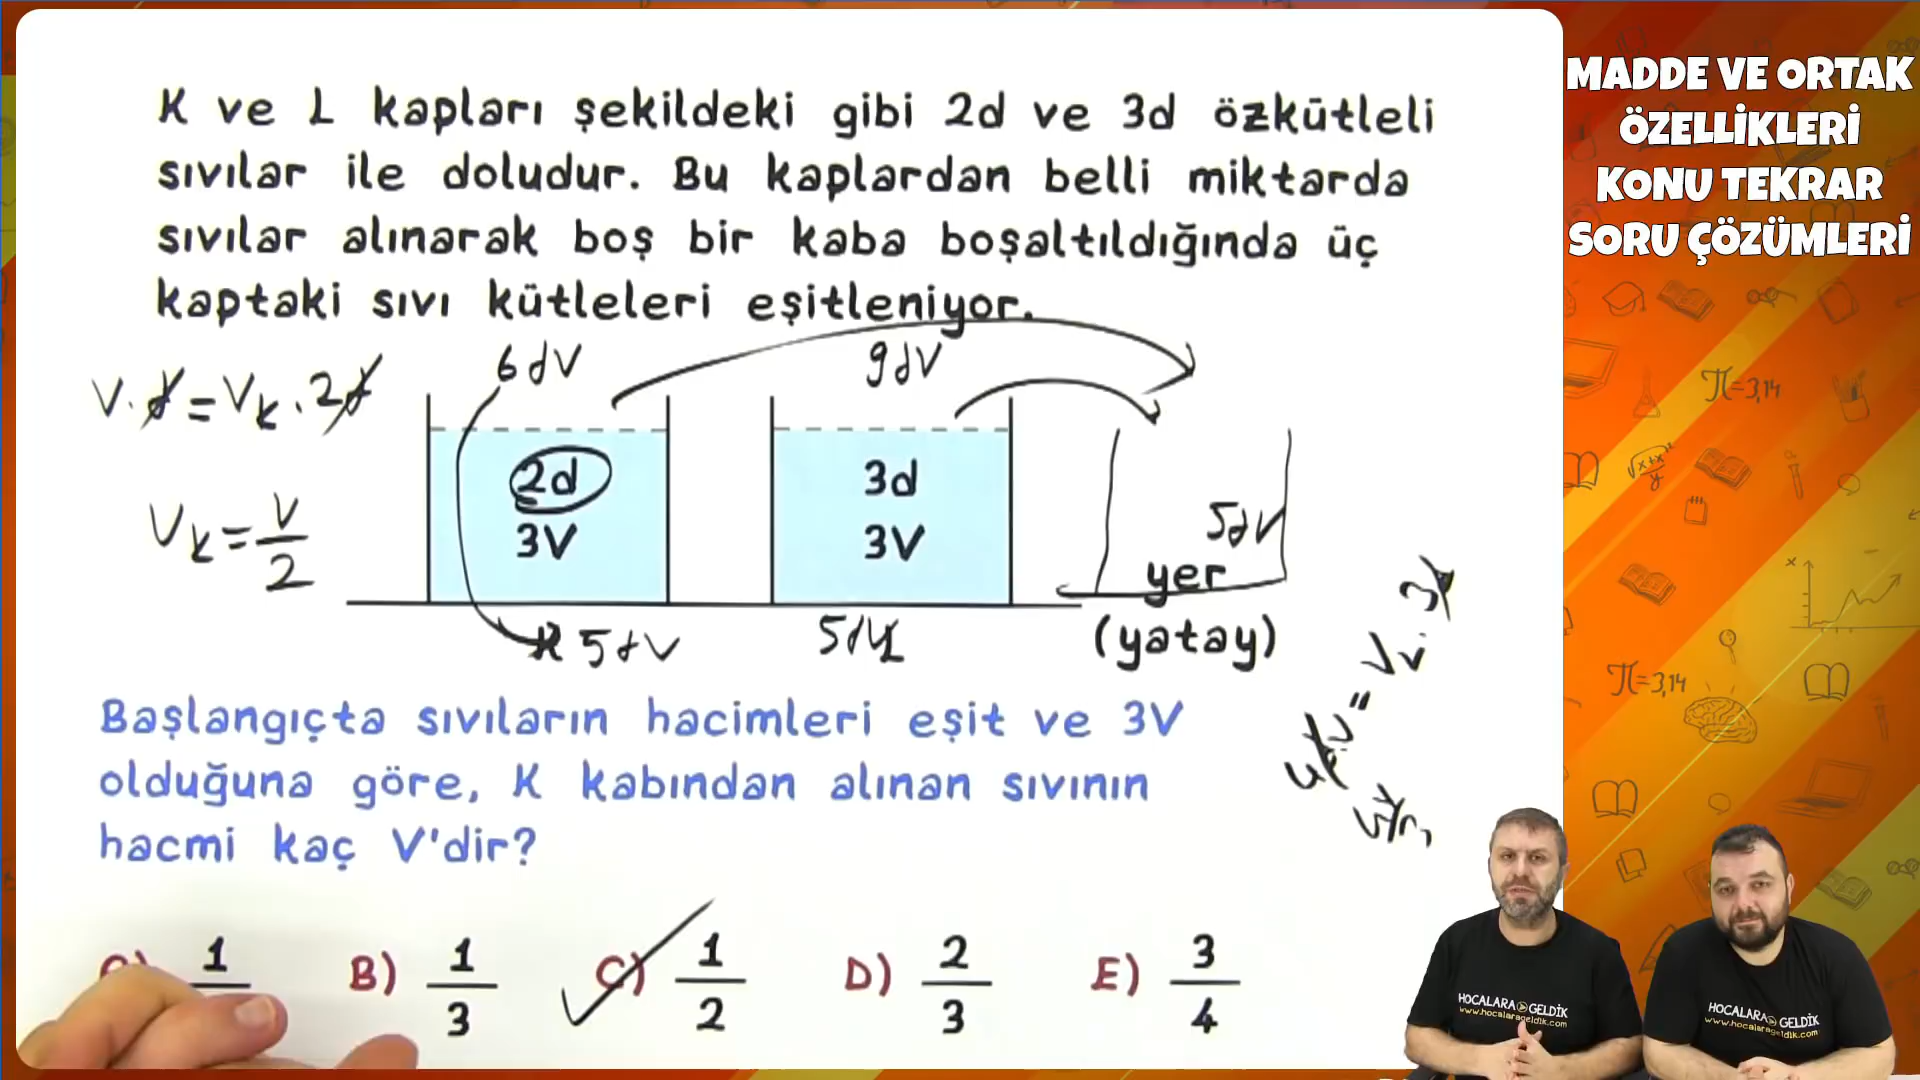 MADDE VE ORTAK
ÖZELLİKLERİ
KONU TEKRAR
SORU ÇÖZÜMLERİ
K ve L kapları şekildeki gibi 2d ve 3d özkütleli
sıvılar ile doludur. Bu kaplardan belli miktarda
sıvılar alınarak boş bir kaba boşaltıldığında üç
kaptaki sıvı kütleleri eşitleniyor.
6dV
9dV
V.d=Vk.2d
2d
3V
3d
3V
5dV
Vk=V/2
yer
(yatay)
5dV
5dV
Başlangıçta sıvıların hacimleri eşit ve 3V
olduğuna göre, K kabından alınan sıvının
hacmi kaç V'dir?
1
B) 1/3
C) 1/2
D) 2/3
E) 3/4
π=3,14
π=3,14
HOCALARA GELDİK
www.hocalarageldik.com
HOCALARA GELDİK
www.hocalarageldik.com